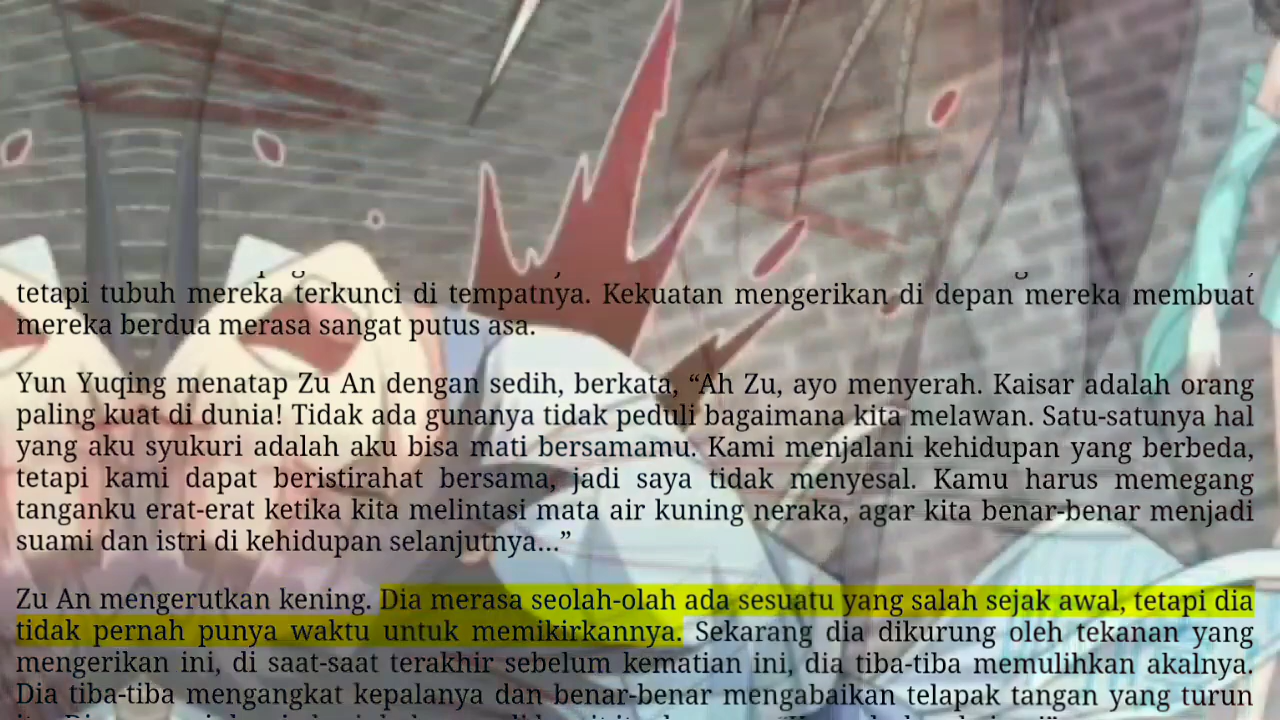 tetapi tubuh mereka terkunci di tempatnya. Kekuatan mengerikan di depan mereka membuat
mereka berdua merasa sangat putus asa.
Yun Yuqing menatap Zu An dengan sedih, berkata, “Ah Zu, ayo menyerah. Kaisar adalah orang
paling kuat di dunia! Tidak ada gunanya tidak peduli bagaimana kita melawan. Satu-satunya hal
yang aku syukuri adalah aku bisa mati bersamamu. Kami menjalani kehidupan yang berbeda,
tetapi kami dapat beristirahat bersama, jadi saya tidak menyesal. Kamu harus memegang
tanganku erat-erat ketika kita melintasi mata air kuning neraka, agar kita benar-benar menjadi
suami dan istri di kehidupan selanjutnya…”
Zu An mengerutkan kening. Dia merasa seolah-olah ada sesuatu yang salah sejak awal, tetapi dia
tidak pernah punya waktu untuk memikirkannya. Sekarang dia dikurung oleh tekanan yang
mengerikan ini, di saat-saat terakhir sebelum kematian ini, dia tiba-tiba memulihkan akalnya.
Dia tiba-tiba mengangkat kepalanya dan benar-benar mengabaikan telapak tangan yang turun